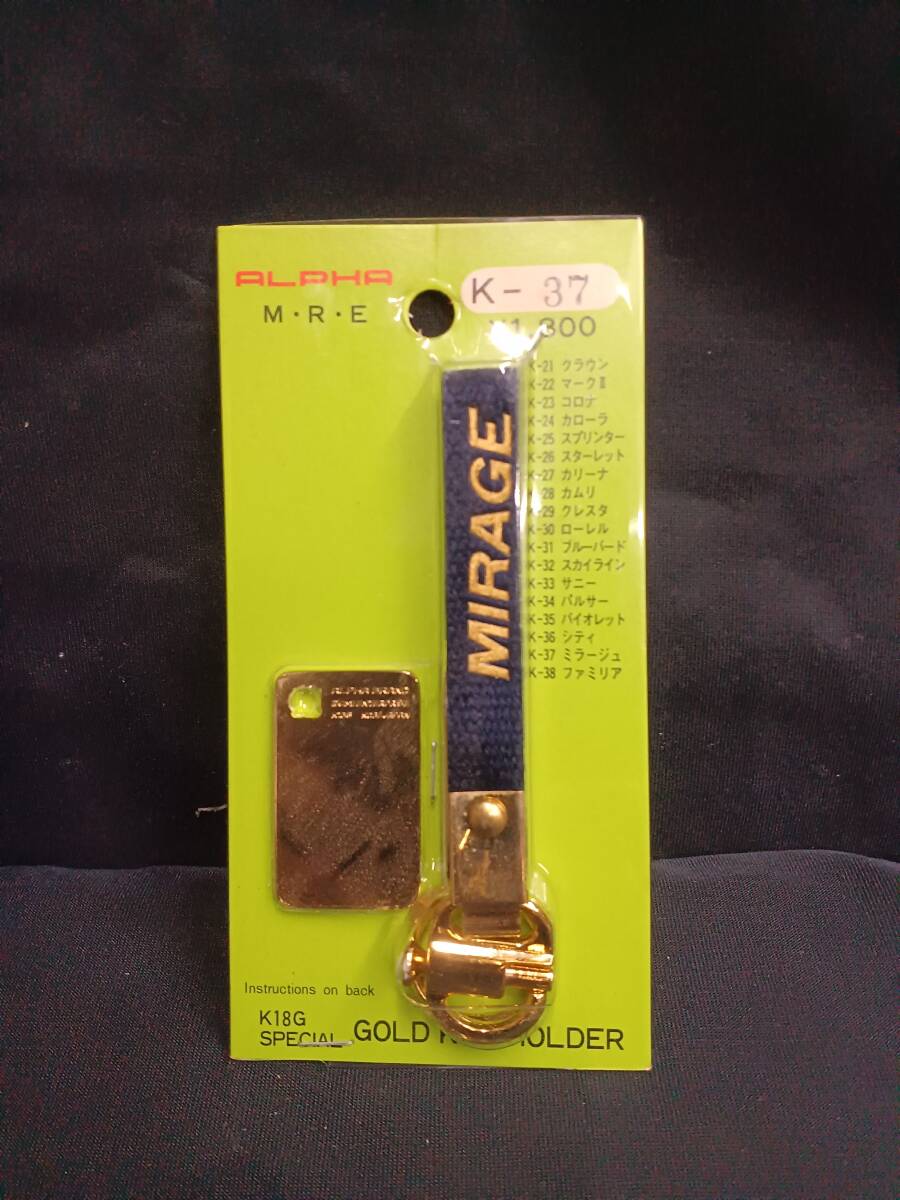 ALPHA
M・R・E
K- 37
¥1,300
K-21 クラウン
K-22 マークⅡ
K-23 コロナ
K-24 カローラ
K-25 スプリンター
K-26 スターレット
K-27 カリーナ
-28 カムリ
K-29 クレスタ
K-30 ローレル
K-31 ブルーバード
K-32 スカイライン
K-33 サニー
K-34 パルサー
K-35 バイオレット
K-36 シティ
K-37 ミラージュ
K-38 ファミリア
MIRAGE
ALPHA BRAND
Instructions on back
K18G
SPECIAL
GOLD K HOLDER